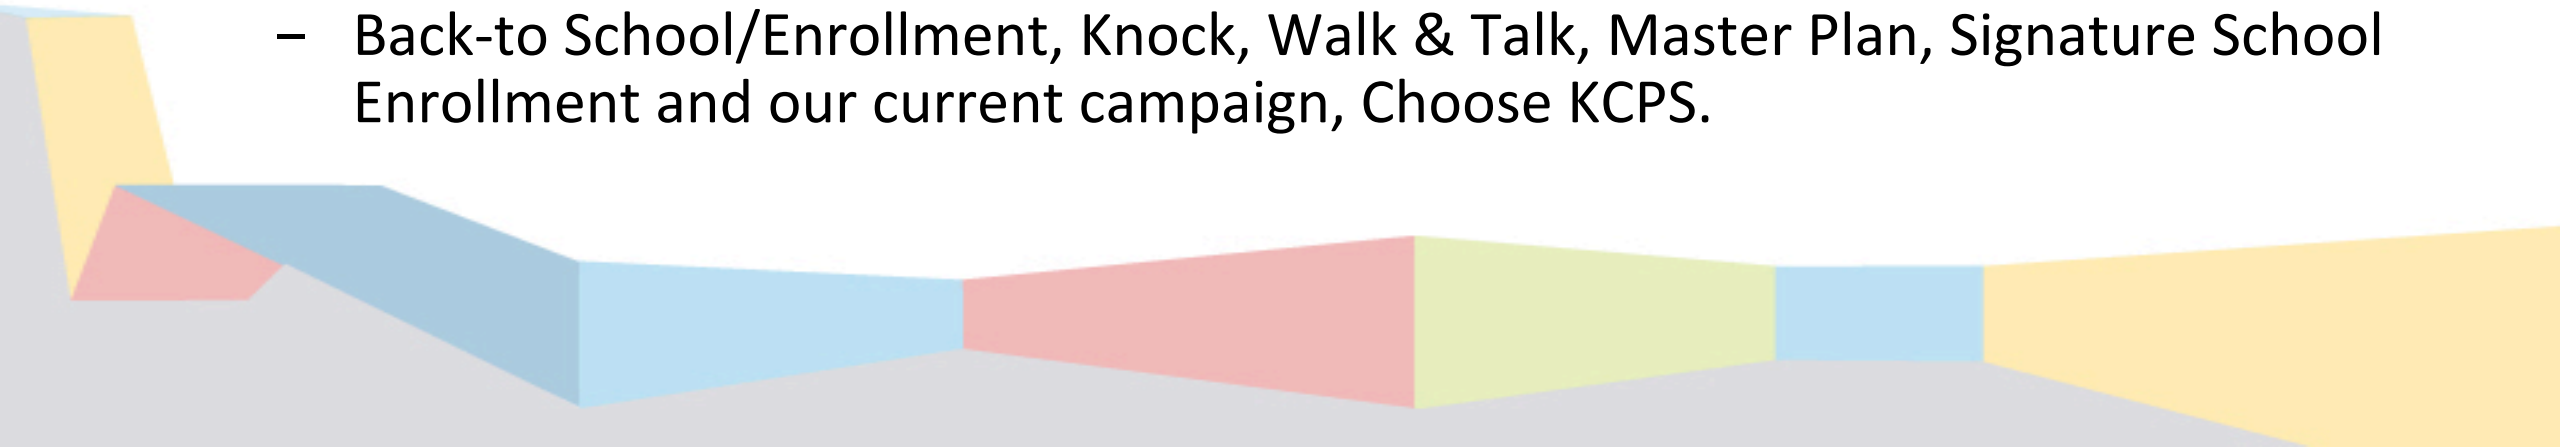 – Back-to School/Enrollment, Knock, Walk & Talk, Master Plan, Signature School
Enrollment and our current campaign, Choose KCPS.